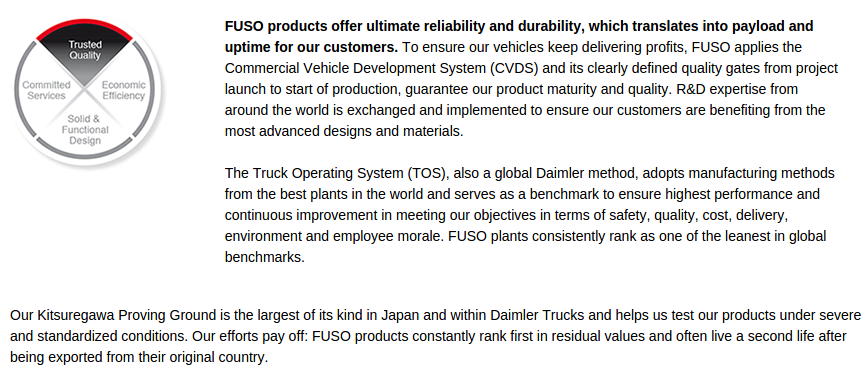 Trusted
Quality
Committed
Services
Economic
Efficiency
Solid &
Functional
Design
FUSO products offer ultimate reliability and durability, which translates into payload and
uptime for our customers. To ensure our vehicles keep delivering profits, FUSO applies the
Commercial Vehicle Development System (CVDS) and its clearly defined quality gates from project
launch to start of production, guarantee our product maturity and quality. R&D expertise from
around the world is exchanged and implemented to ensure our customers are benefiting from the
most advanced designs and materials.
The Truck Operating System (TOS), also a global Daimler method, adopts manufacturing methods
from the best plants in the world and serves as a benchmark to ensure highest performance and
continuous improvement in meeting our objectives in terms of safety, quality, cost, delivery,
environment and employee morale. FUSO plants consistently rank as one of the leanest in global
benchmarks.
Our Kitsuregawa Proving Ground is the largest of its kind in Japan and within Daimler Trucks and helps us test our products under severe
and standardized conditions. Our efforts pay off: FUSO products constantly rank first in residual values and often live a second life after
being exported from their original country.